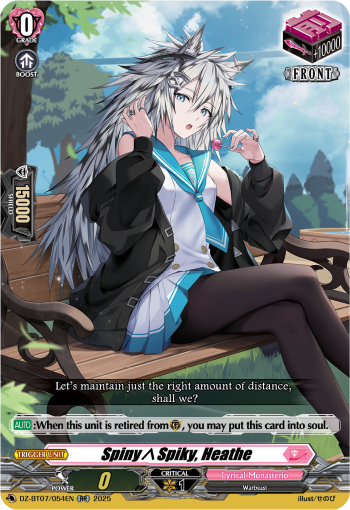 0
GRADE
BOOST
+10000
FRONT
15000
SHIELD
Let's maintain just the right amount of distance,
shall we?
AUTO:When this unit is retired from , you may put this card into soul.
TRIGGER UNIT
Spiny∧Spiky, Heathe
POWER
0
CRITICAL
1
Lyrical Monasterio
Warbeast
DZ-BT07/054EN
2025
illust/せのび